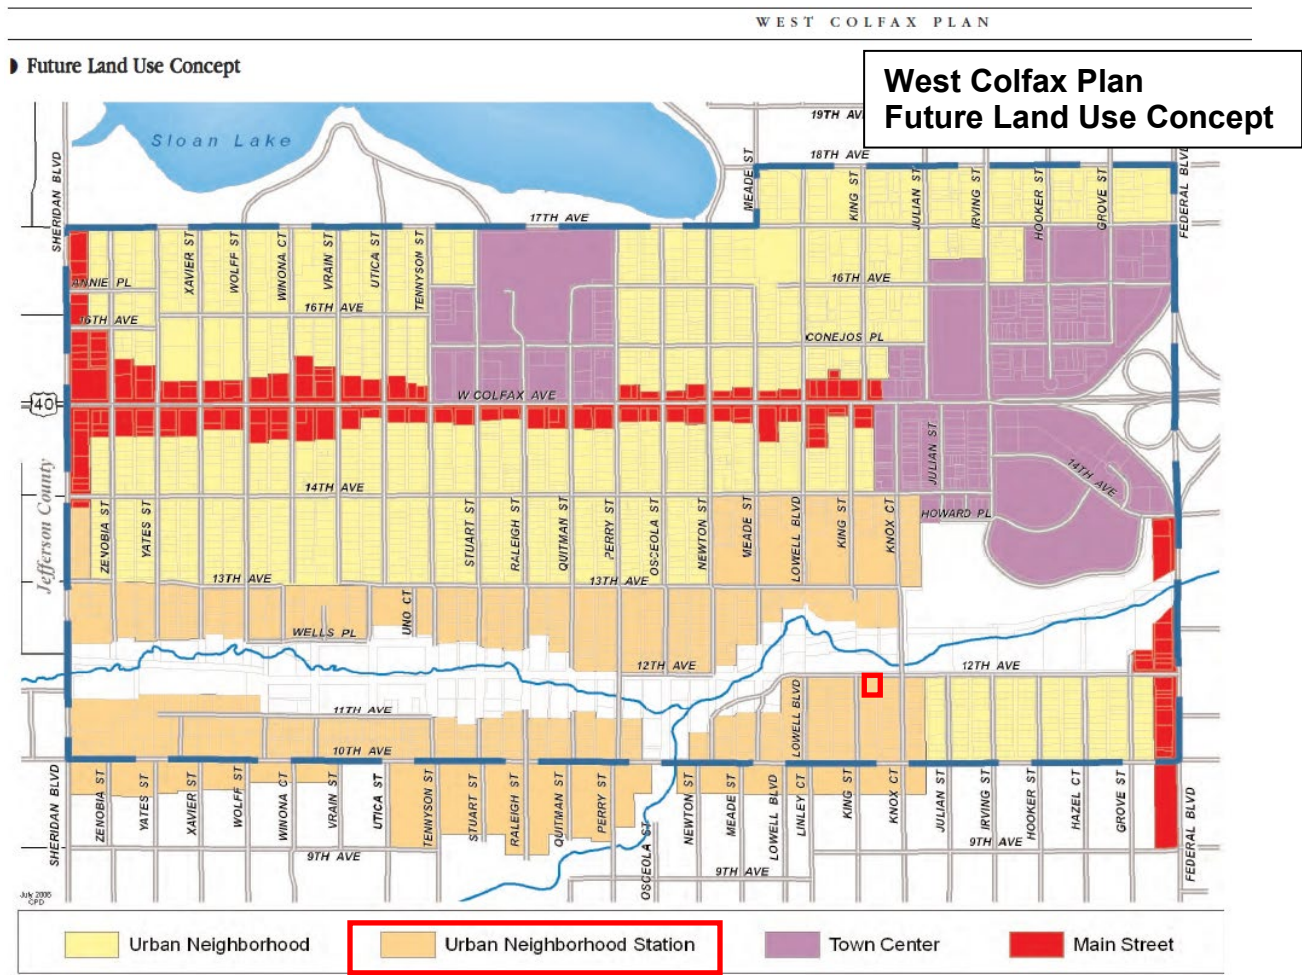 WEST COLFAX PLAN
Future Land Use Concept
West Colfax Plan
Future Land Use Concept
Sloan Lake
19TH AV
18TH AVE
17TH AVE
SHERIDAN BLVD
MEADE ST
KING ST
JULIAN ST
IRVING ST
HOOKER ST
GROVE ST
FEDERAL BLVD
XAVIER ST
WOLFF ST
WINONA CT
VRAIN ST
UTICA ST
TENNYSON ST
ANNIE PL
16TH AVE
16TH AVE
16TH AVE
CONEJOS PL
W COLFAX AVE
40
JULIAN ST
14TH AVE
14TH AVE
HOWARD PL
Jefferson County
ZENOBIA ST
YATES ST
STUART ST
RALEIGH ST
QUITMAN ST
PERRY ST
OSCEOLA ST
NEWTON ST
MEADE ST
LOWELL BLVD
KING ST
KNOX CT
13TH AVE
13TH AVE
UNO CT
WELLS PL
12TH AVE
12TH AVE
LOWELL BLVD
11TH AVE
10TH AVE
SHERIDAN BLVD
ZENOBIA ST
YATES ST
XAVIER ST
WOLFF ST
WINONA CT
VRAIN ST
UTICA ST
TENNYSON ST
STUART ST
RALEIGH ST
QUITMAN ST
PERRY ST
OSCEOLA ST
NEWTON ST
MEADE ST
LOWELL BLVD
LINLEY CT
KING ST
KNOX CT
JULIAN ST
IRVING ST
HOOKER ST
HAZEL CT
GROVE ST
FEDERAL BLVD
9TH AVE
9TH AVE
9TH AVE
CPD
Urban Neighborhood
Urban Neighborhood Station
Town Center
Main Street